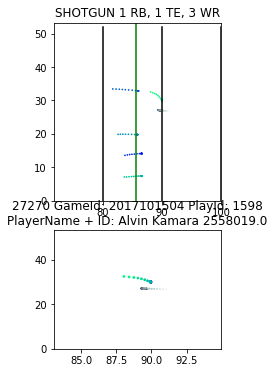 SHOTGUN 1 RB, 1 TE, 3 WR
50
40
30
20
10
0
80 90 100
27270 GameId: 2017101504 PlayId: 1598
PlayerName + ID: Alvin Kamara 2558019.0
40
20
0
85.0 87.5 90.0 92.5